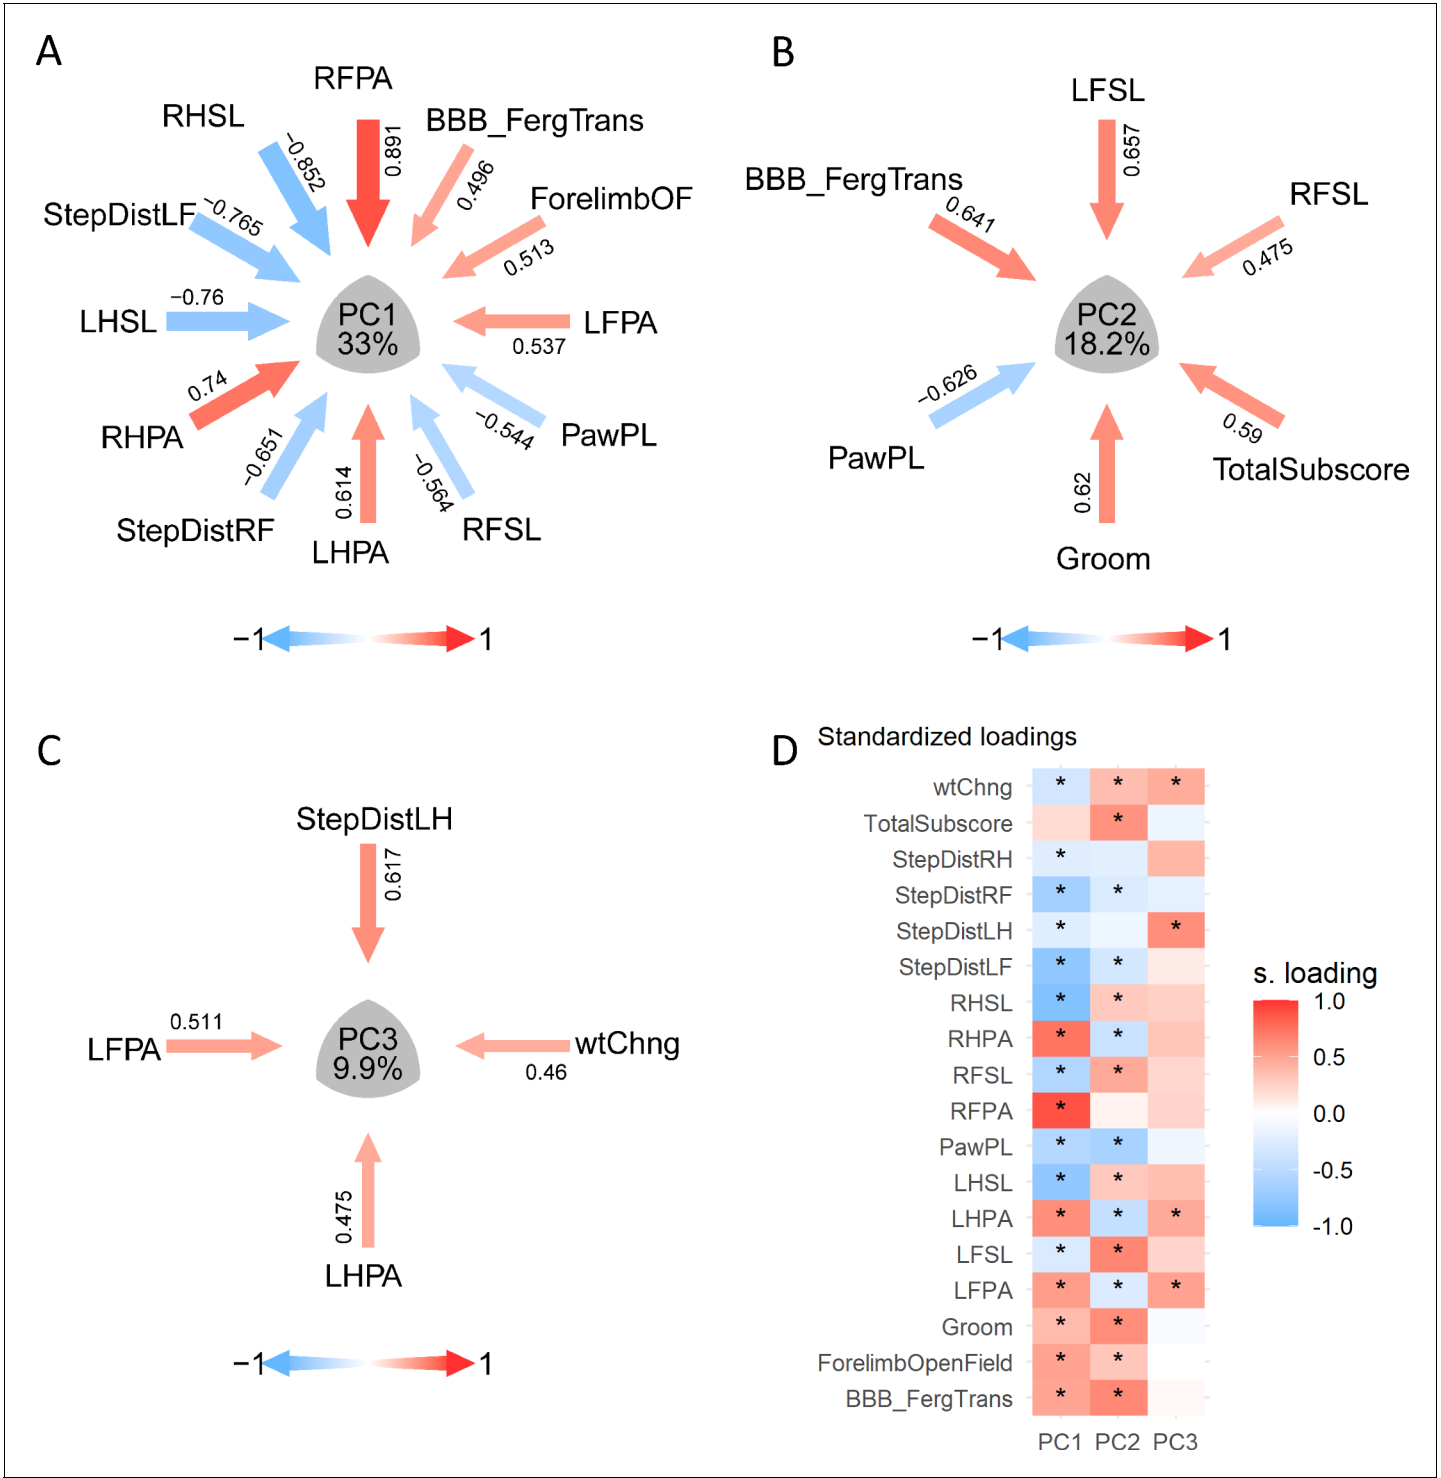 A
RFPA
0.891
BBB_FergTrans
0.496
ForelimbOF
0.513
LFPA
0.537
PawPL
−0.544
RFSL
−0.564
LHPA
0.614
StepDistRF
−0.651
RHPA
0.74
LHSL
−0.76
StepDistLF
−0.765
RHSL
−0.852
PC1
33%
−1
1
B
LFSL
0.657
RFSL
0.475
TotalSubscore
0.59
Groom
0.62
PawPL
−0.626
BBB_FergTrans
0.641
PC2
18.2%
−1
1
C
StepDistLH
0.617
wtChng
0.46
LHPA
0.475
LFPA
0.511
PC3
9.9%
−1
1
D
Standardized loadings
wtChng * * *
TotalSubscore *
StepDistRH *
StepDistRF * *
StepDistLH * *
StepDistLF * *
RHSL * *
RHPA * *
RFSL * *
RFPA *
PawPL * *
LHSL * *
LHPA * * *
LFSL * *
LFPA * * *
Groom * *
ForelimbOpenField * *
BBB_FergTrans * *
PC1 PC2 PC3
s. loading
1.0
0.5
0.0
-0.5
-1.0